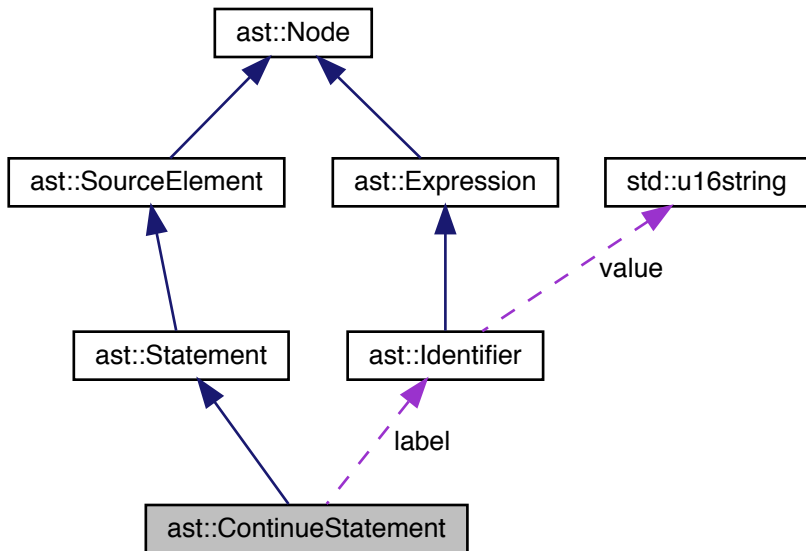 ast::Node
ast::SourceElement
ast::Expression
std::u16string
value
ast::Statement
ast::Identifier
label
ast::ContinueStatement